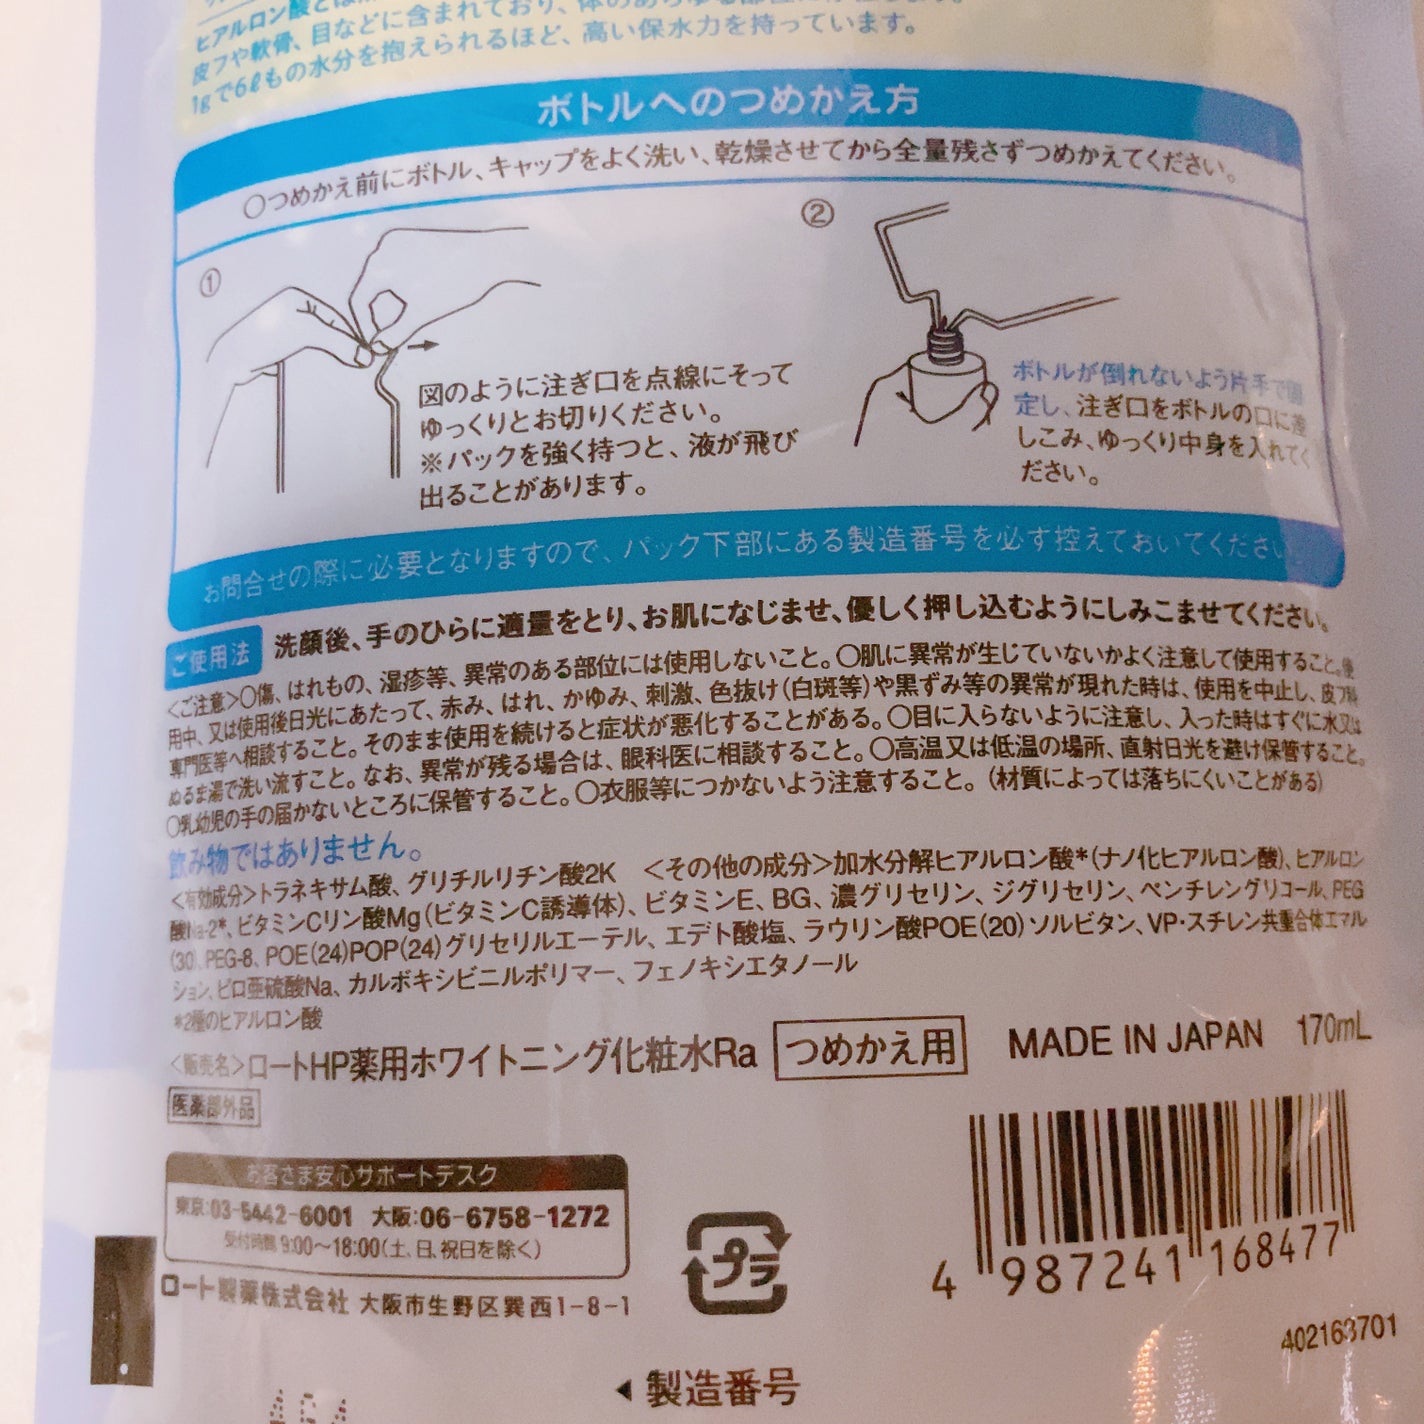 ヒアルロン酸とは
皮フや軟骨、目などに含まれており、体の
1gで6ℓもの水分を抱えられるほど、高い保水力を持っています。
ボトルへのつめかえ方
○つめかえ前にボトル、キャップをよく洗い、乾燥させてから全量残さずつめかえてください。
①
図のように注ぎ口を点線にそって
ゆっくりとお切りください。
※パックを強く持つと、液が飛び
出ることがあります。
②
ボトルが倒れないよう片手で固
定し、注ぎ口をボトルの口に差
しこみ、ゆっくり中身を入れてく
ださい。
お問合せの際に必要となりますので、パック下部にある製造番号を必ず控えておいてください
ご使用法 洗顔後、手のひらに適量をとり、お肌になじませ、優しく押し込むようにしみこませてください。
<ご注意>○傷、はれもの、湿疹等、異常のある部位には使用しないこと。○肌に異常が生じていないかよく注意して使用すること。使
用中、又は使用後日光にあたって、赤み、はれ、かゆみ、刺激、色抜け(白斑等)や黒ずみ等の異常が現れた時は、使用を中止し、皮フ科
専門医等へ相談すること。そのまま使用を続けると症状が悪化することがある。○目に入らないように注意し、入った時はすぐに水又は
ぬるま湯で洗い流すこと。なお、異常が残る場合は、眼科医に相談すること。○高温又は低温の場所、直射日光を避け保管すること。
○乳幼児の手の届かないところに保管すること。○衣服等につかないよう注意すること。(材質によっては落ちにくいことがある)
飲み物ではありません。
<有効成分>トラネキサム酸、グリチルリチン酸2K <その他の成分>加水分解ヒアルロン酸*(ナノ化ヒアルロン酸)、ヒアルロン
酸Na-2*、ビタミンCリン酸Mg(ビタミンC誘導体)、ビタミンE、BG、濃グリセリン、ジグリセリン、ペンチレングリコール、PEG
(30)、PEG-8、POE(24)POP(24)グリセリルエーテル、エデト酸塩、ラウリン酸POE(20)ソルビタン、VP・スチレン共重合体エマル
ション、ピロ亜硫酸Na、カルボキシビニルポリマー、フェノキシエタノール
*2種のヒアルロン酸
<販売名>ロートHP薬用ホワイトニング化粧水Ra つめかえ用 MADE IN JAPAN 170mL
医薬部外品
お客さま安心サポートデスク
東京:03-5442-6001 大阪:06-6758-1272
受付時間 9:00〜18:00(土、日、祝日を除く)
ロート製薬株式会社 大阪市生野区巽西1-8-1
プラ
4 987241 168477
402163701
◀ 製造番号